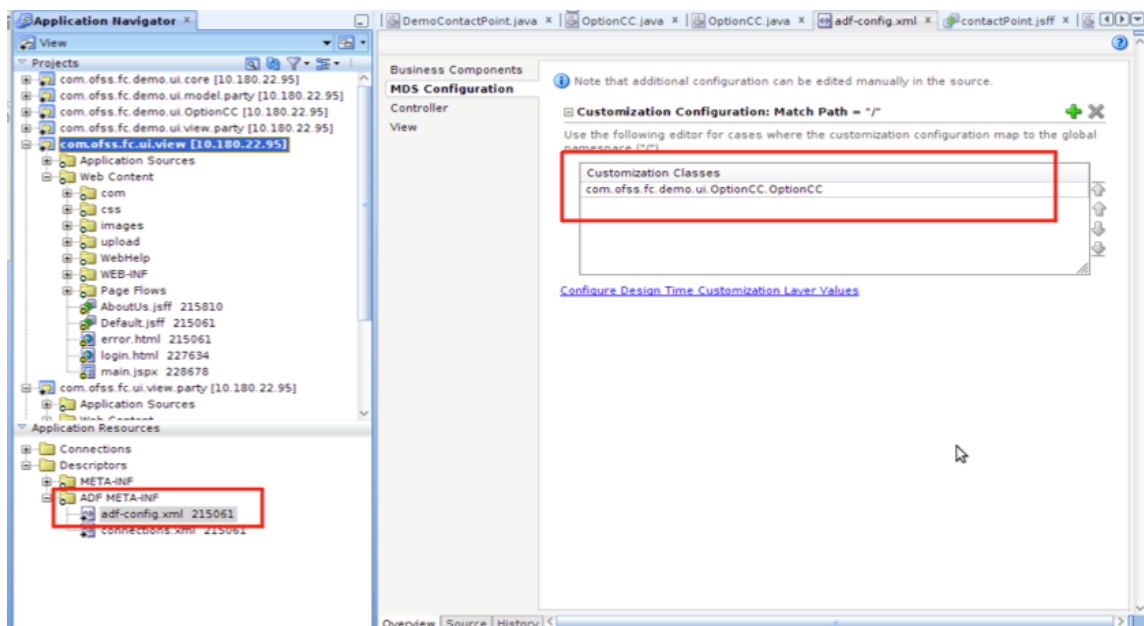 Application Navigator
View
Projects
com.ofss.fc.demo.ui.core [10.180.22.95]
com.ofss.fc.demo.ui.model.party [10.180.22.95]
com.ofss.fc.demo.ui.OptionCC [10.180.22.95]
com.ofss.fc.demo.ui.view.party [10.180.22.95]
com.ofss.fc.ui.view [10.180.22.95]
Application Sources
Web Content
com
css
images
upload
WebHelp
WEB-INF
Page Flows
AboutUs.jsff 215810
Default.jsff 215061
error.html 215061
login.html 227634
main.jspx 228678
com.ofss.fc.ui.view.party [10.180.22.95]
Application Sources
Web Content
Application Resources
Connections
Descriptors
META-INF
ADF META-INF
adf-config.xml 215061
connections.xml 215061
DemoContactPoint.java OptionCC.java OptionCC.java adf-config.xml contactPoint.jsff
Business Components
MDS Configuration
Controller
View
Note that additional configuration can be edited manually in the source.
Customization Configuration: Match Path = "/"
Use the following editor for cases where the customization configuration map to the global
namespace ("/")
Customization Classes
com.ofss.fc.demo.ui.OptionCC.OptionCC
Configure Design Time Customization Layer Values
Overview Source History